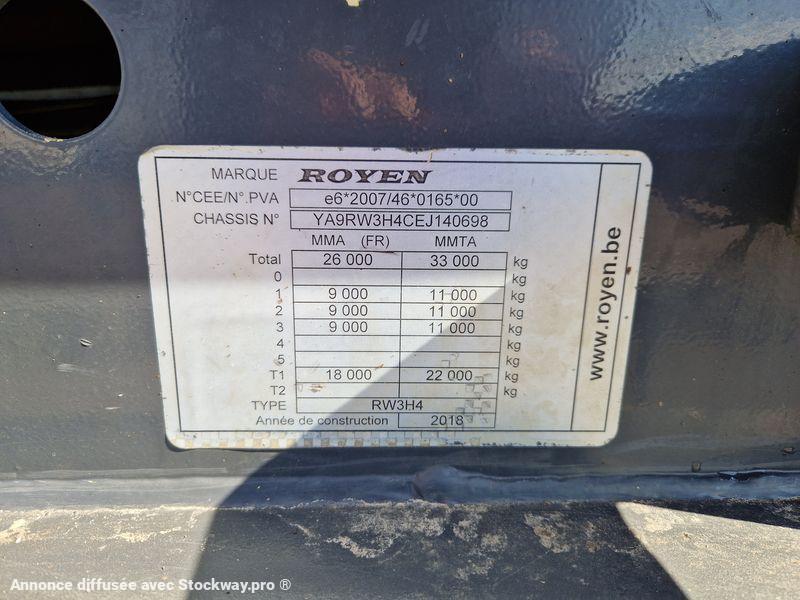 MARQUE ROYEN
N°CEE/N°.PVA e6*2007/46*0165*00
CHASSIS N° YA9RW3H4CEJ140698
MMA (FR) MMTA
Total 26 000 33 000 kg
0 kg
1 9 000 11 000 kg
2 9 000 11 000 kg
3 9 000 11 000 kg
4 kg
5 kg
T1 18 000 22 000 kg
T2 kg
TYPE RW3H4
Année de construction 2018
www.royen.be
Annonce diffusée avec Stockway.pro ®